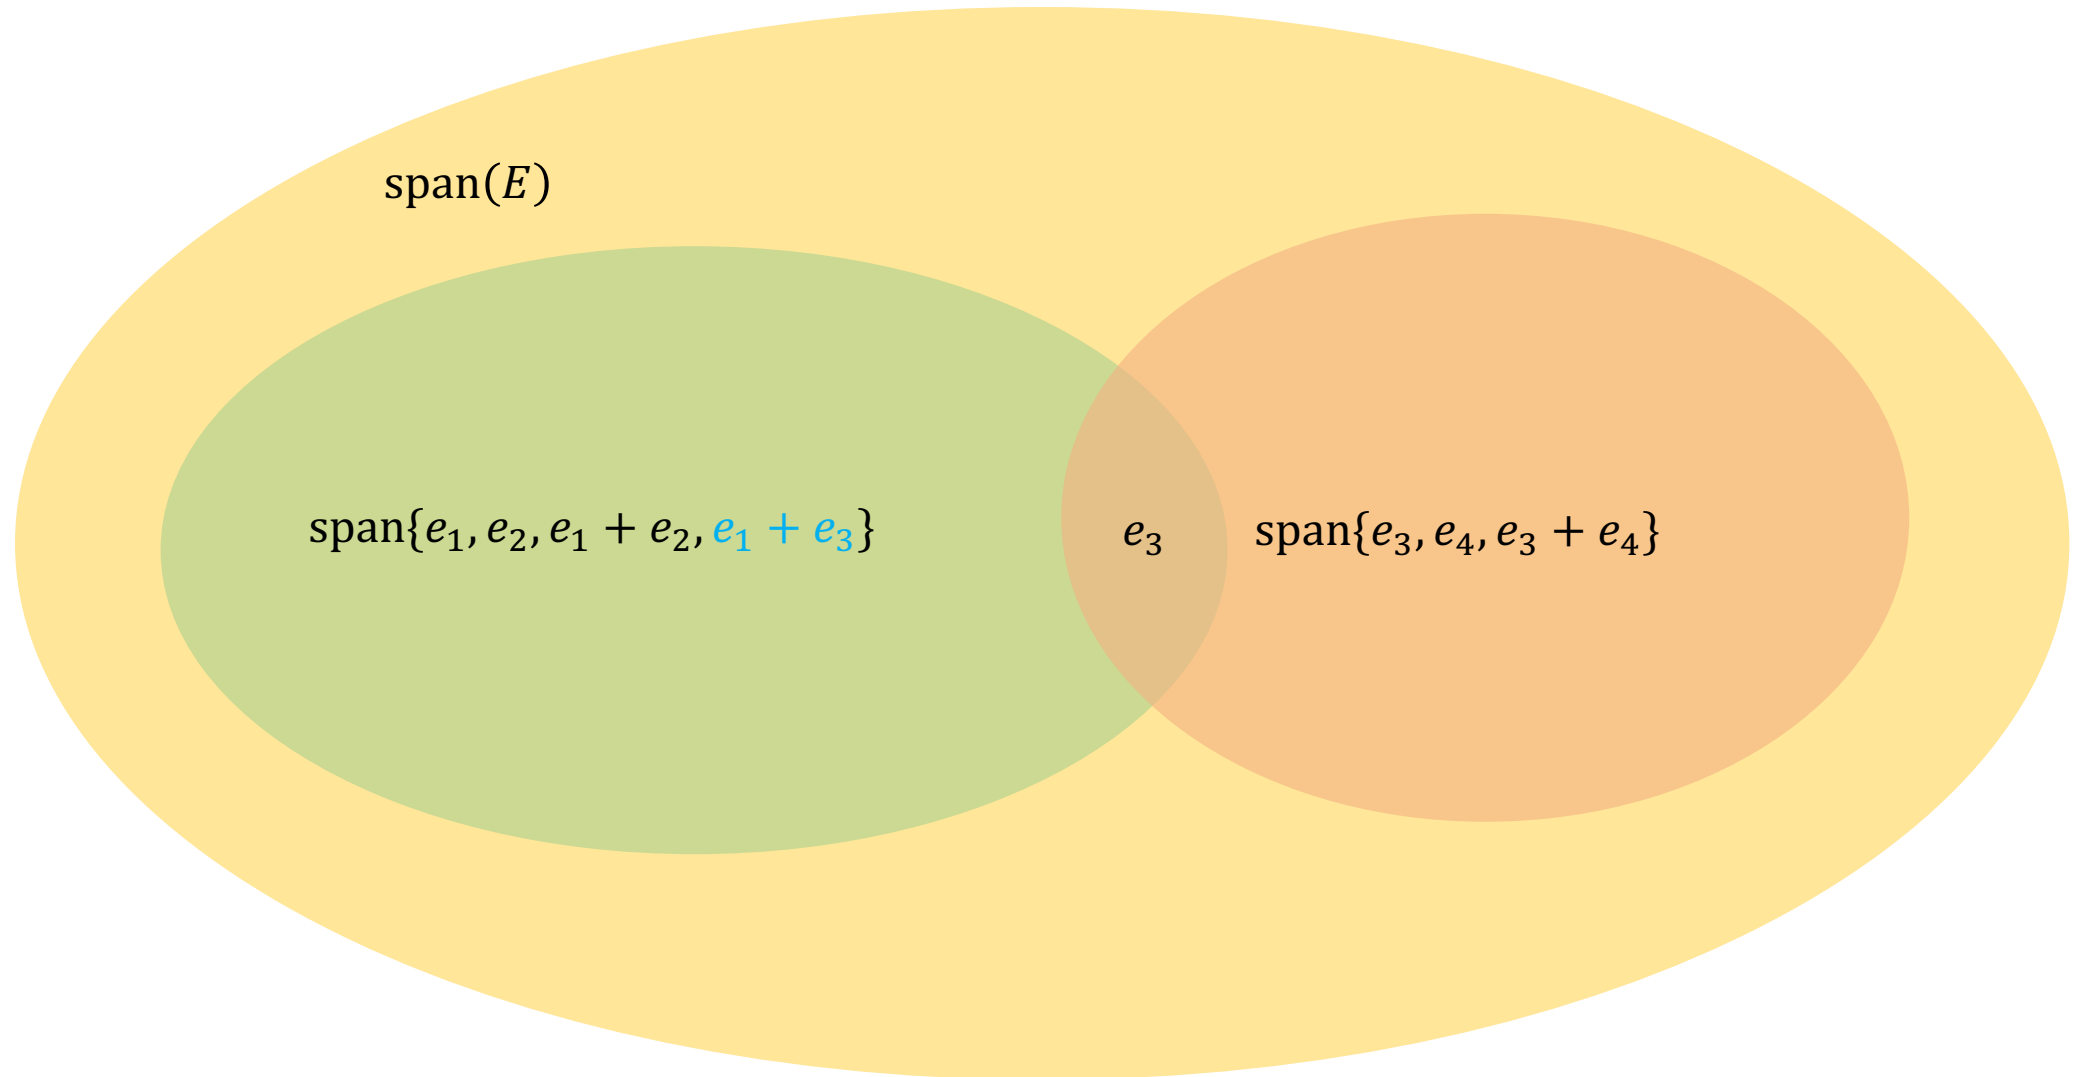 span(𝐸)
span{𝑒₁, 𝑒₂, 𝑒₁ + 𝑒₂, 𝑒₁ + 𝑒₃}
𝑒₃
span{𝑒₃, 𝑒₄, 𝑒₃ + 𝑒₄}